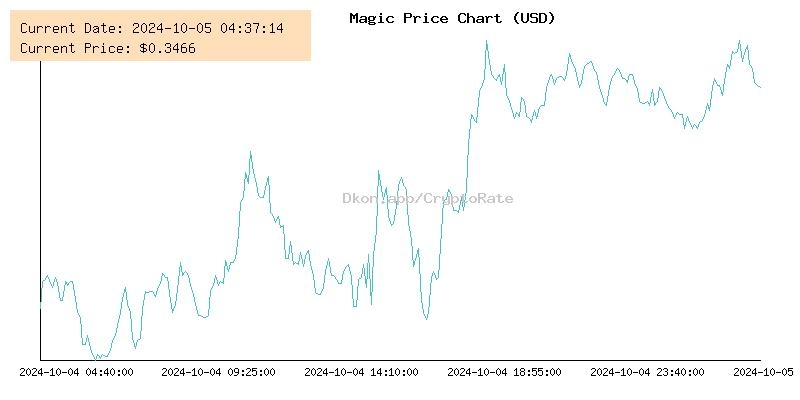 Magic Price Chart (USD)
Current Date: 2024-10-05 04:37:14
Current Price: $0.3466
Dkon.app/CryptoRate
2024-10-04 04:40:00 2024-10-04 09:25:00 2024-10-04 14:10:00 2024-10-04 18:55:00 2024-10-04 23:40:00 2024-10-05